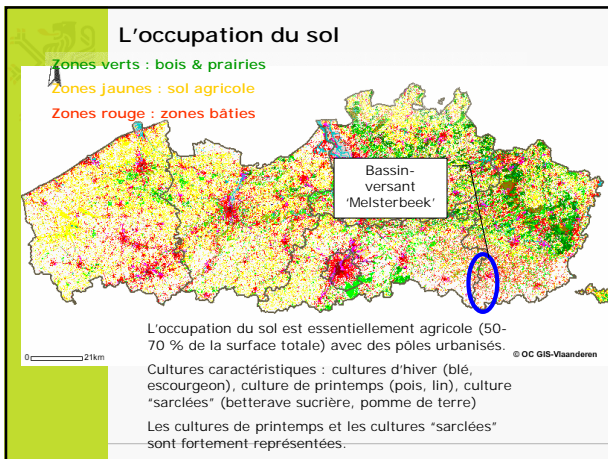 L'occupation du sol
Zones verts : bois & prairies
Zones jaunes : sol agricole
Zones rouge : zones bâties
Bassin-
versant
'Melsterbeek'
L'occupation du sol est essentiellement agricole (50-
70 % de la surface totale) avec des pôles urbanisés.
0 21km
© OC GIS-Vlaanderen
Cultures caractéristiques : cultures d'hiver (blé,
escourgeon), culture de printemps (pois, lin), culture
"sarclées" (betterave sucrière, pomme de terre)
Les cultures de printemps et les cultures "sarclées"
sont fortement représentées.